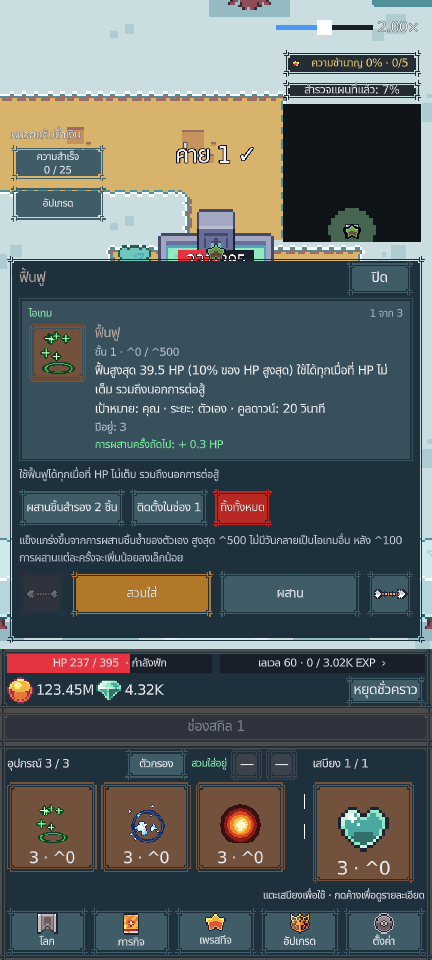 2.00×
ความชำนาญ 0% · 0/5
สำรวจแผนที่แล้ว: 7%
ความสำเร็จ
0 / 25
ค่าย 1 ✓
อัปเกรด
ฟื้นฟู
ปิด
ไอเทม
1 จาก 3
ฟื้นฟู
ขั้น 1 · ^0 / ^500
ฟื้นสูงสุด 39.5 HP (10% ของ HP สูงสุด) ใช้ได้ทุกเมื่อที่ HP ไม่
เต็ม รวมถึงนอกการต่อสู้
เป้าหมาย: คุณ · ระยะ: ตัวเอง · คูลดาวน์: 20 วินาที
มีอยู่: 3
การผสานครั้งถัดไป: + 0.3 HP
ใช้ฟื้นฟูได้ทุกเมื่อที่ HP ไม่เต็ม รวมถึงนอกการต่อสู้
ผสานชิ้นสำรอง 2 ชิ้น
ติดตั้งในช่อง 1
ทิ้งทั้งหมด
แข็งแกร่งขึ้นจากการผสานชิ้นซ้ำของตัวเอง สูงสุด ^500 ไม่มีวันกลายเป็นไอเทมอื่น หลัง ^100
การผสานแต่ละครั้งจะเพิ่มน้อยลงเล็กน้อย
สวมใส่
ผสาน
HP 237 / 395 · กำลังพัก
เลเวล 60 · 0 / 3.02K EXP ›
123.45M
4.32K
หยุดชั่วคราว
ช่องสกิล 1
อุปกรณ์ 3 / 3
ตัวกรอง
สวมใส่อยู่
—
—
เสบียง 1 / 1
3 · ^0
3 · ^0
3 · ^0
3 · ^0
แตะเสบียงเพื่อใช้ · กดค้างเพื่อดูรายละเอียด
โลก
ภารกิจ
เพรสทีจ
อัปเกรด
ตั้งค่า